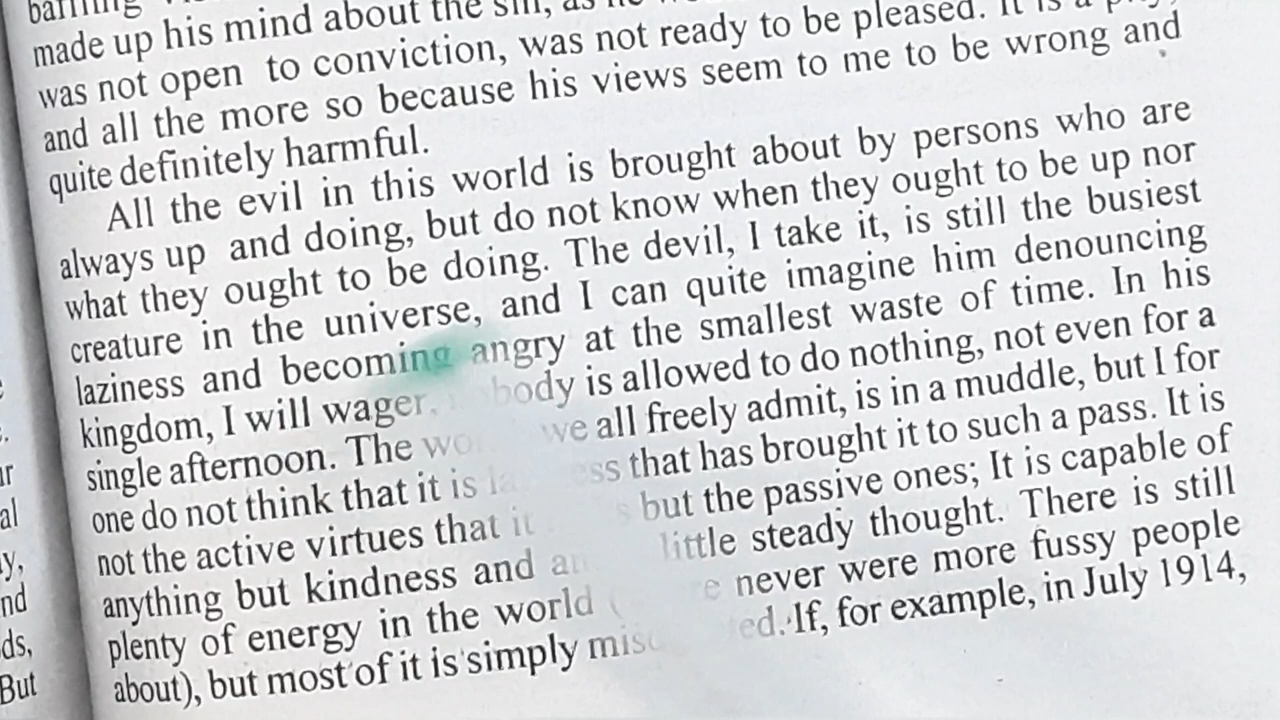 made up his mind about the sin, as he
was not open to conviction, was not ready to be pleased. It is a
and all the more so because his views seem to me to be wrong and
quite definitely harmful.
All the evil in this world is brought about by persons who are
always up and doing, but do not know when they ought to be up nor
what they ought to be doing. The devil, I take it, is still the busiest
creature in the universe, and I can quite imagine him denouncing
laziness and becoming angry at the smallest waste of time. In his
kingdom, I will wager, body is allowed to do nothing, not even for a
single afternoon. The we all freely admit, is in a muddle, but I for
one do not think that it is that has brought it to such a pass. It is
not the active virtues that it but the passive ones; It is capable of
anything but kindness and little steady thought. There is still
plenty of energy in the world never were more fussy people
about), but most of it is simply If, for example, in July 1914,
al
y,
nd
ds,
But